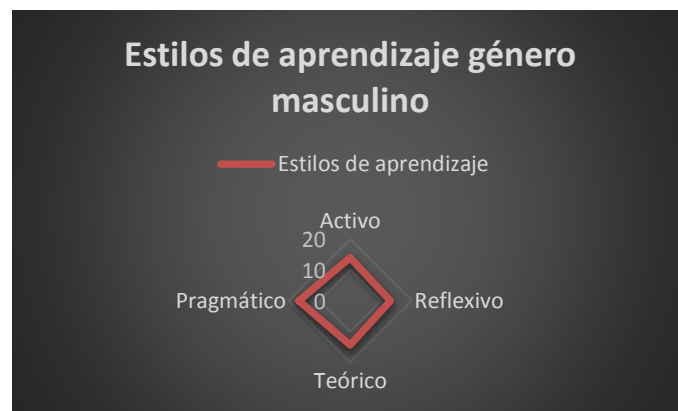 Estilos de aprendizaje género
masculino
Estilos de aprendizaje
Activo
20
10
0
Pragmático
Reflexivo
Teórico